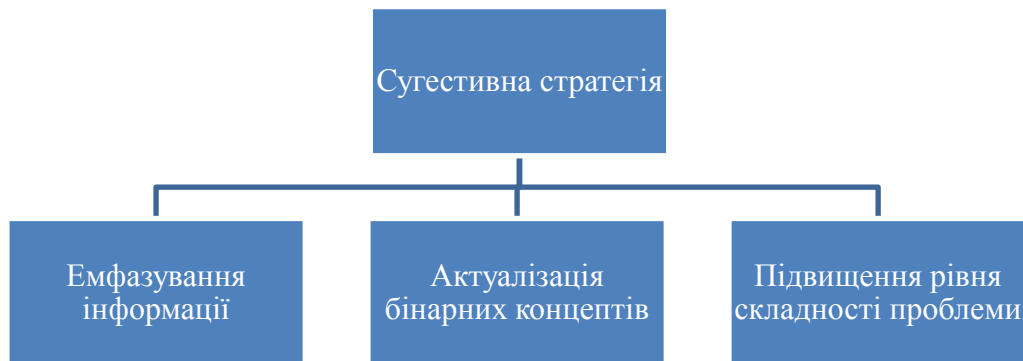 Сугестивна стратегія
Емфазування
інформації
Актуалізація
бінарних концептів
Підвищення рівня
складності проблеми